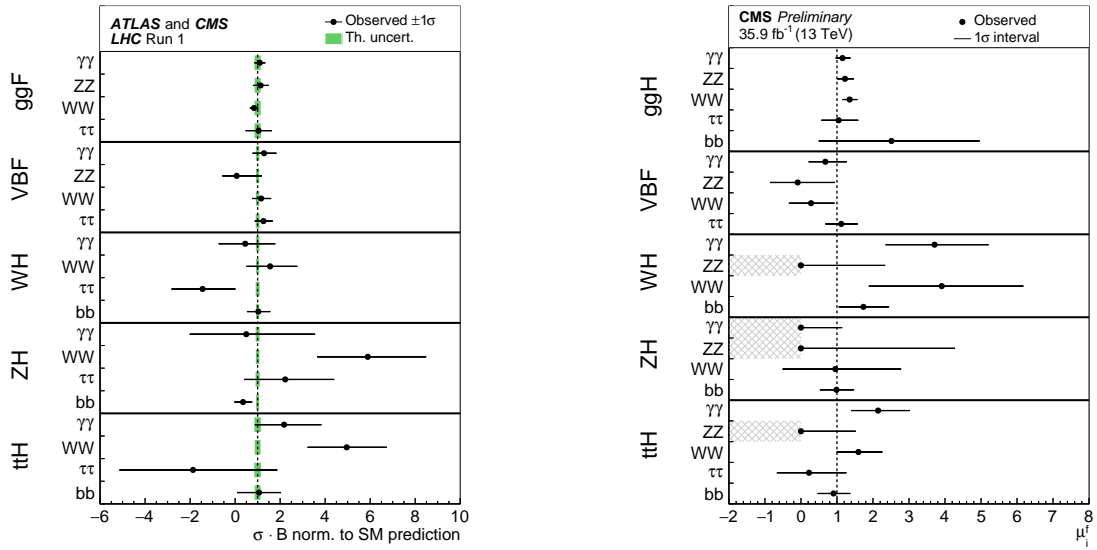 ATLAS and CMS
LHC Run 1
Observed ±1σ
Th. uncert.
ggF
γγ
ZZ
WW
ττ
VBF
γγ
ZZ
WW
ττ
WH
γγ
WW
ττ
bb
ZH
γγ
WW
ττ
bb
ttH
γγ
WW
ττ
bb
−6 −4 −2 0 2 4 6 8 10
σ · B norm. to SM prediction
CMS Preliminary
35.9 fb⁻¹ (13 TeV)
Observed
1σ interval
ggH
γγ
ZZ
WW
ττ
bb
VBF
γγ
ZZ
WW
ττ
WH
γγ
ZZ
WW
bb
ZH
γγ
ZZ
WW
bb
ttH
γγ
ZZ
WW
ττ
bb
−2 −1 0 1 2 3 4 5 6 7 8
μᵢᶠ